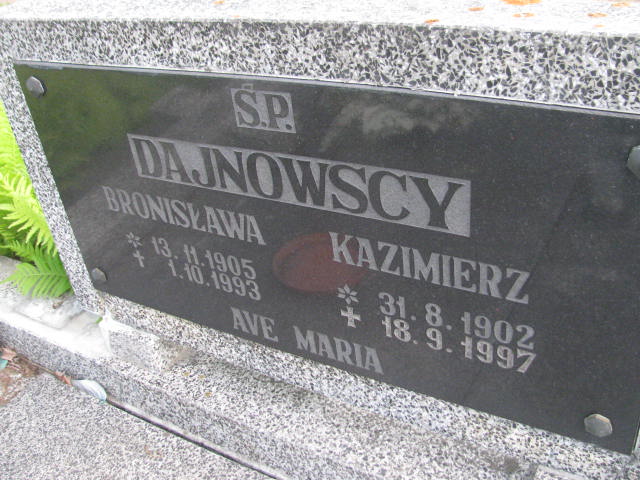 Ś.P.
DAJNOWSCY
BRONISŁAWA
* 13.11.1905
+ 1.10.1993
KAZIMIERZ
* 31.8.1902
+ 18.9.1997
AVE MARIA